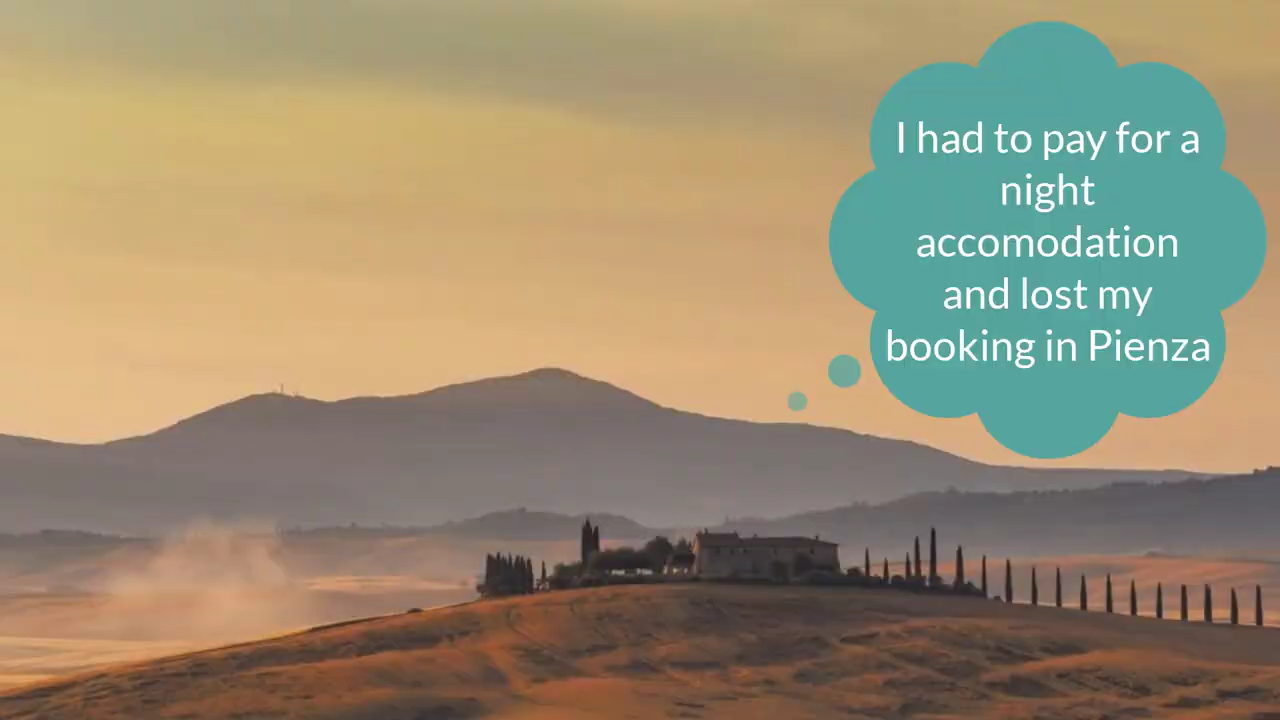 I had to pay for a
night
accomodation
and lost my
booking in Pienza